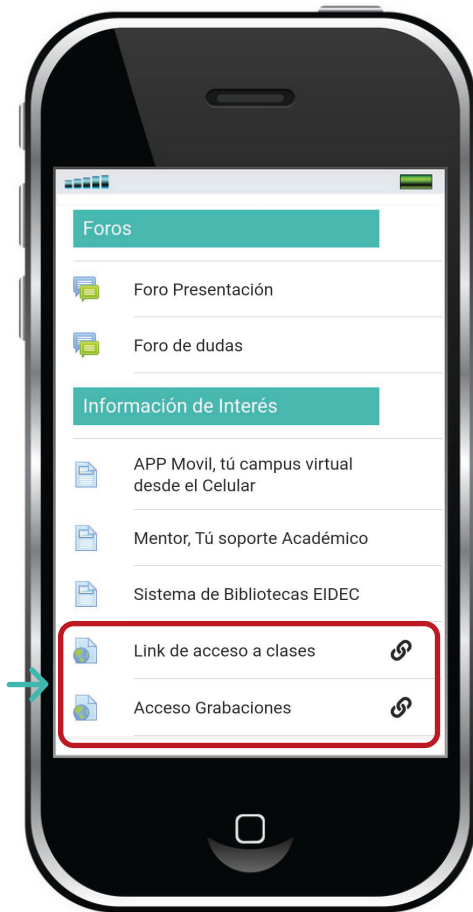 Foros
Foro Presentación
Foro de dudas
Información de Interés
APP Movil, tú campus virtual
desde el Celular
Mentor, Tú soporte Académico
Sistema de Bibliotecas EIDEC
Link de acceso a clases
Acceso Grabaciones